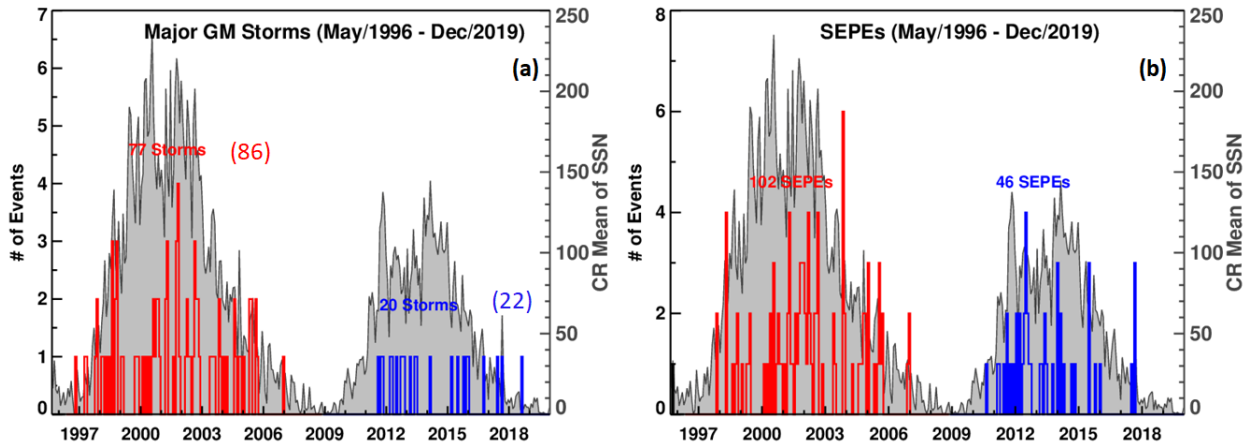 Major GM Storms (May/1996 - Dec/2019)
(a)
77 Storms (86)
20 Storms (22)
# of Events
7
6
5
4
3
2
1
0
250
200
150
100
50
0
CR Mean of SSN
1997 2000 2003 2006 2009 2012 2015 2018
SEPEs (May/1996 - Dec/2019)
(b)
102 SEPEs
46 SEPEs
# of Events
8
6
4
2
0
250
200
150
100
50
0
CR Mean of SSN
1997 2000 2003 2006 2009 2012 2015 2018